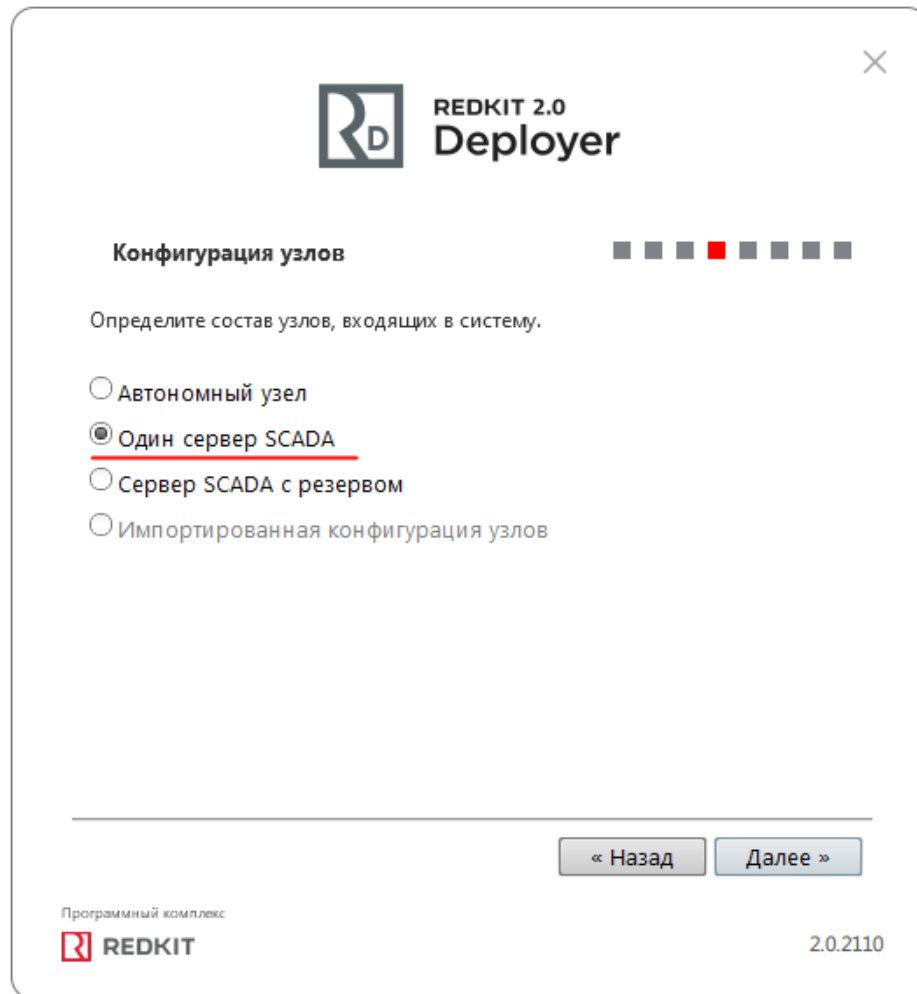 REDKIT 2.0
Deployer
Конфигурация узлов
Определите состав узлов, входящих в систему.
Автономный узел
Один сервер SCADA
Сервер SCADA с резервом
Импортированная конфигурация узлов
« Назад
Далее »
Программный комплекс
REDKIT
2.0.2110